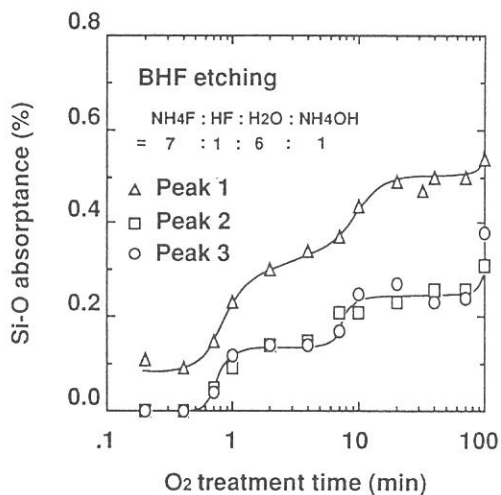 0.8
0.6
0.4
0.2
0.0
Si-O absorptance (%)
BHF etching
NH4F : HF : H2O : NH4OH
= 7 : 1 : 6 : 1
△ Peak 1
□ Peak 2
○ Peak 3
.1 1 10 100
O2 treatment time (min)